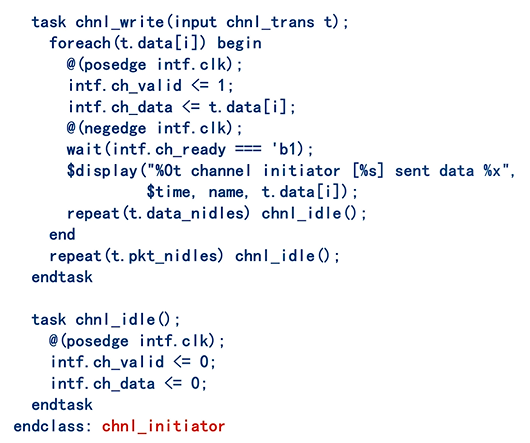 task chnl_write(input chnl_trans t);
foreach(t.data[i]) begin
@(posedge intf.clk);
intf.ch_valid <= 1;
intf.ch_data <= t.data[i];
@(negedge intf.clk);
wait(intf.ch_ready === 'b1);
$display("%0t channel initiator [%s] sent data %x",
$time, name, t.data[i]);
repeat(t.data_nidles) chnl_idle();
end
repeat(t.pkt_nidles) chnl_idle();
endtask
task chnl_idle();
@(posedge intf.clk);
intf.ch_valid <= 0;
intf.ch_data <= 0;
endtask
endclass: chnl_initiator